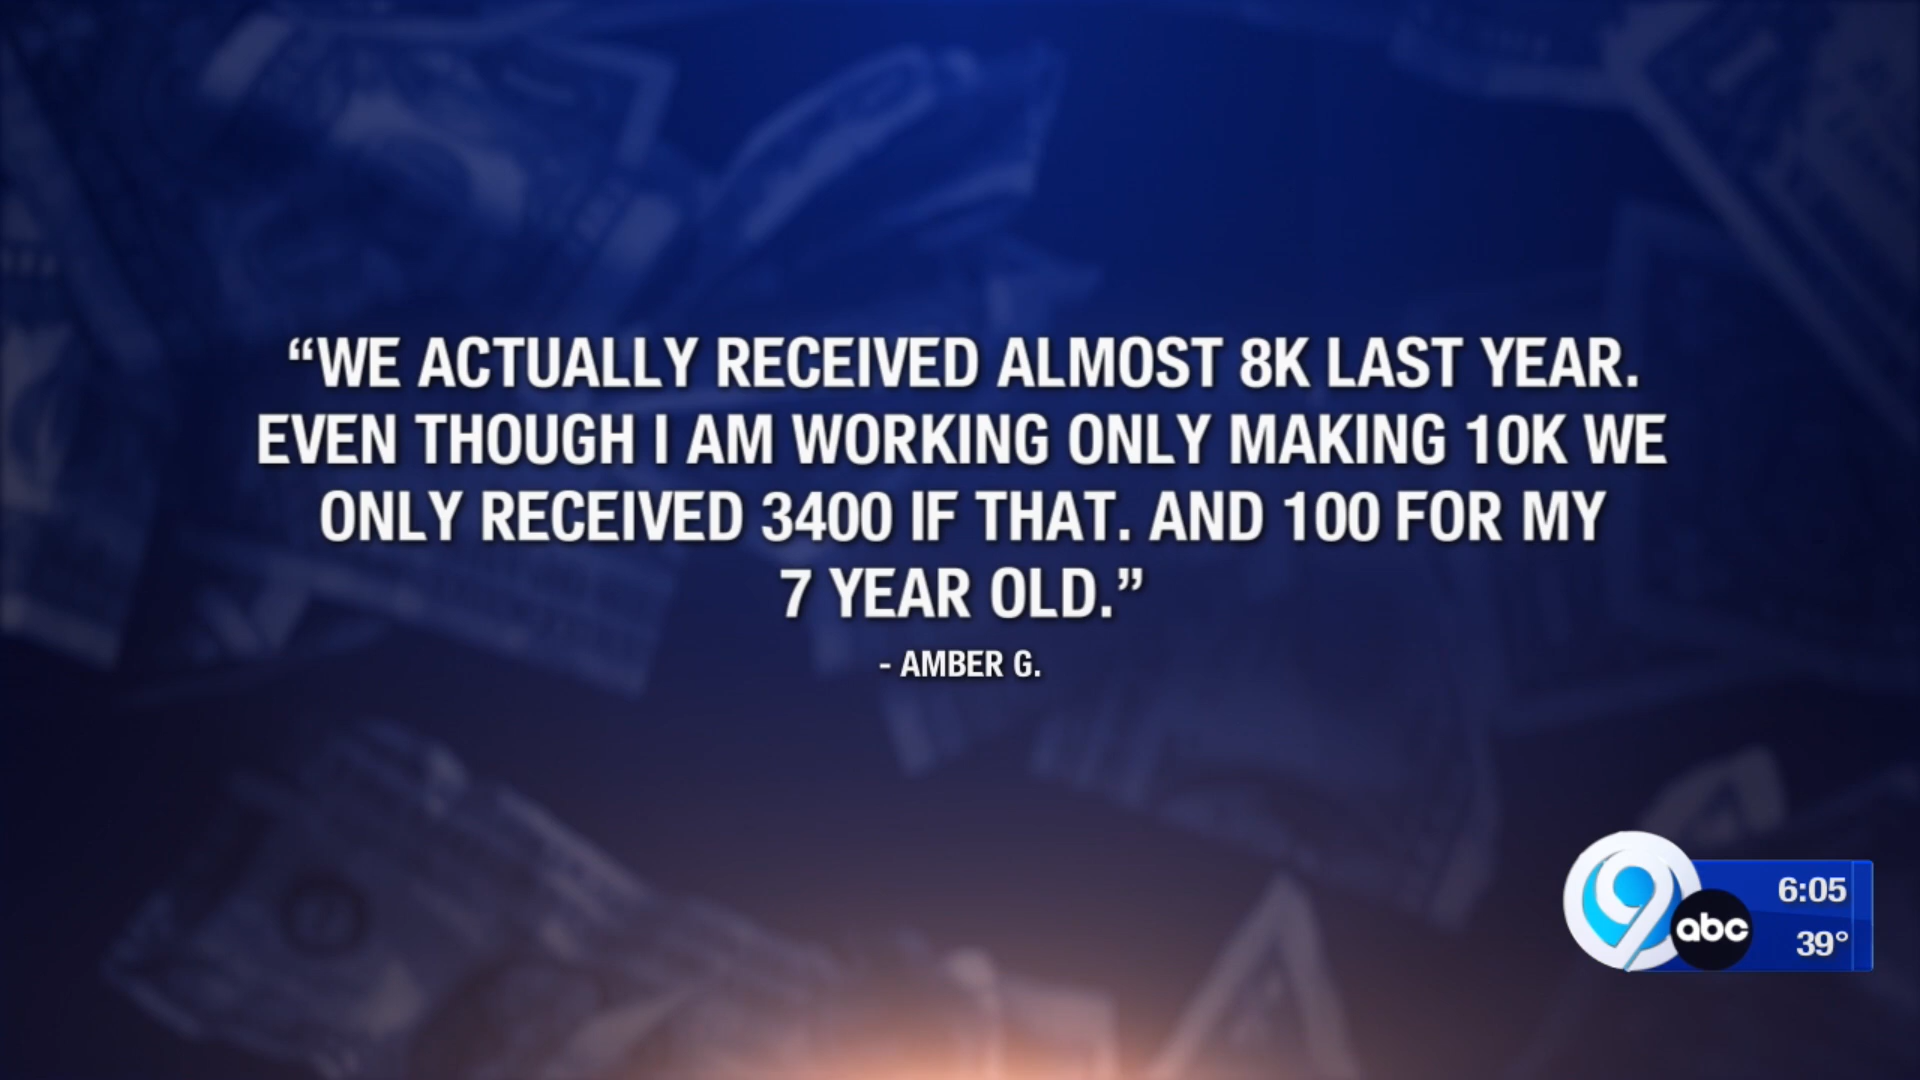 “WE ACTUALLY RECEIVED ALMOST 8K LAST YEAR.
EVEN THOUGH I AM WORKING ONLY MAKING 10K WE
ONLY RECEIVED 3400 IF THAT. AND 100 FOR MY
7 YEAR OLD.”
- AMBER G.
9
abc
6:05
39°